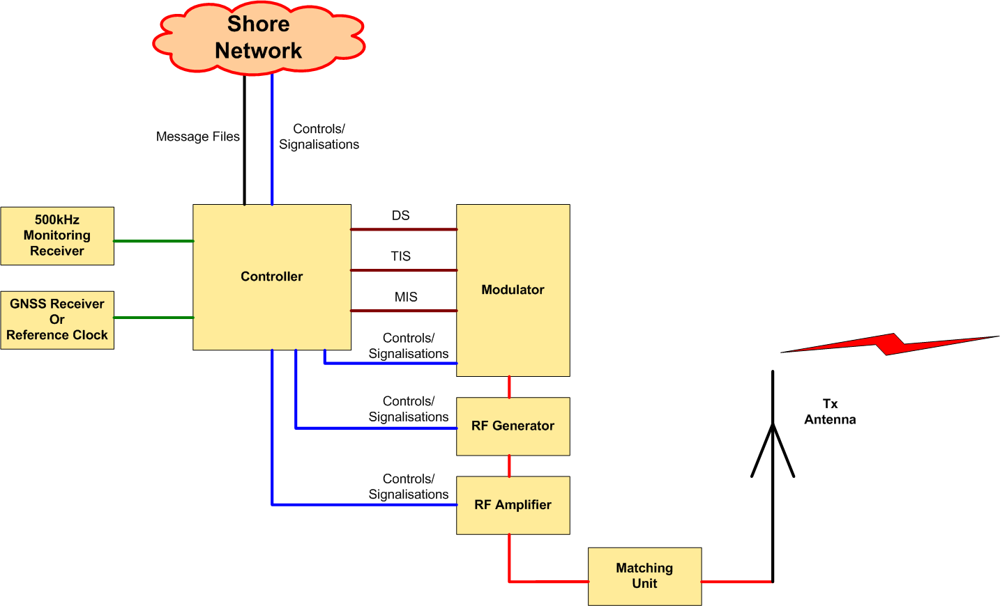 Shore
Network
Message Files
Controls/
Signalisations
500kHz
Monitoring
Receiver
GNSS Receiver
Or
Reference Clock
Controller
DS
TIS
MIS
Controls/
Signalisations
Modulator
Controls/
Signalisations
RF Generator
Controls/
Signalisations
RF Amplifier
Matching
Unit
Tx
Antenna